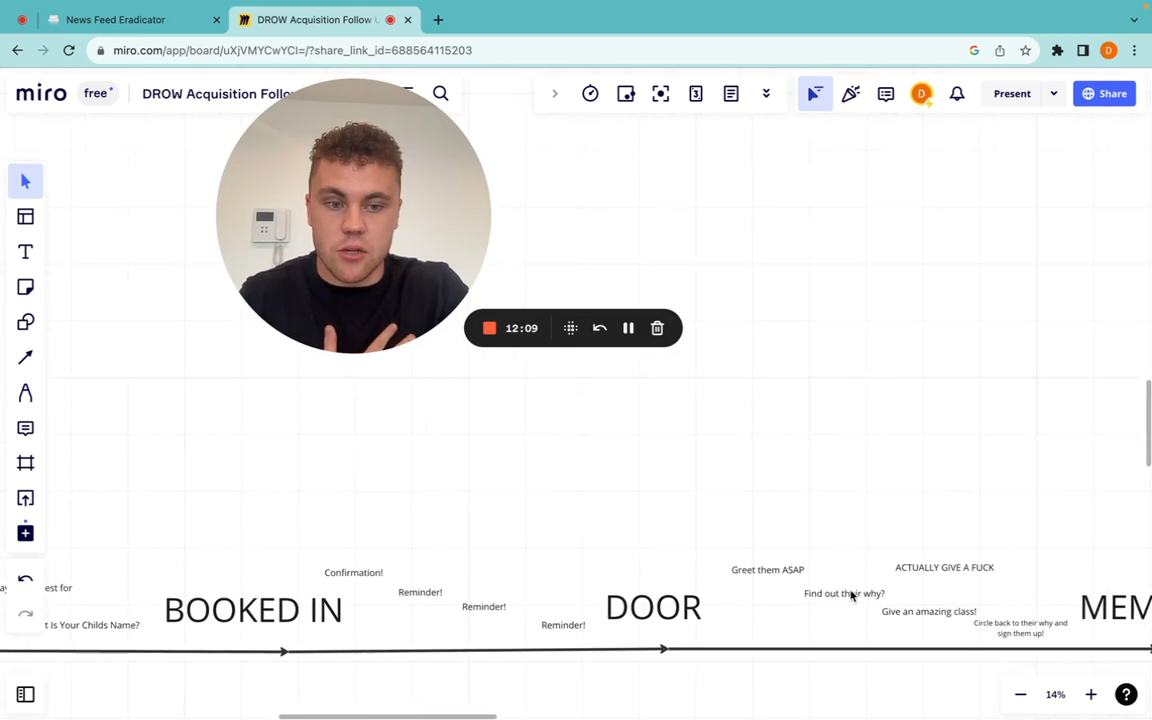 News Feed Eradicator
DROW Acquisition Follow U
miro.com/app/board/uXjVMYCwYCI=/?share_link_id=688564115203
D
miro
free
DROW Acquisition Follo
3
D
Present
Share
12:09
Confirmation!
Reminder!
Reminder!
Reminder!
Greet them ASAP
ACTUALLY GIVE A FUCK
Find out their why?
Give an amazing class!
Circle back to their why and
sign them up!
est for
t Is Your Childs Name?
BOOKED IN
DOOR
MEM
14%